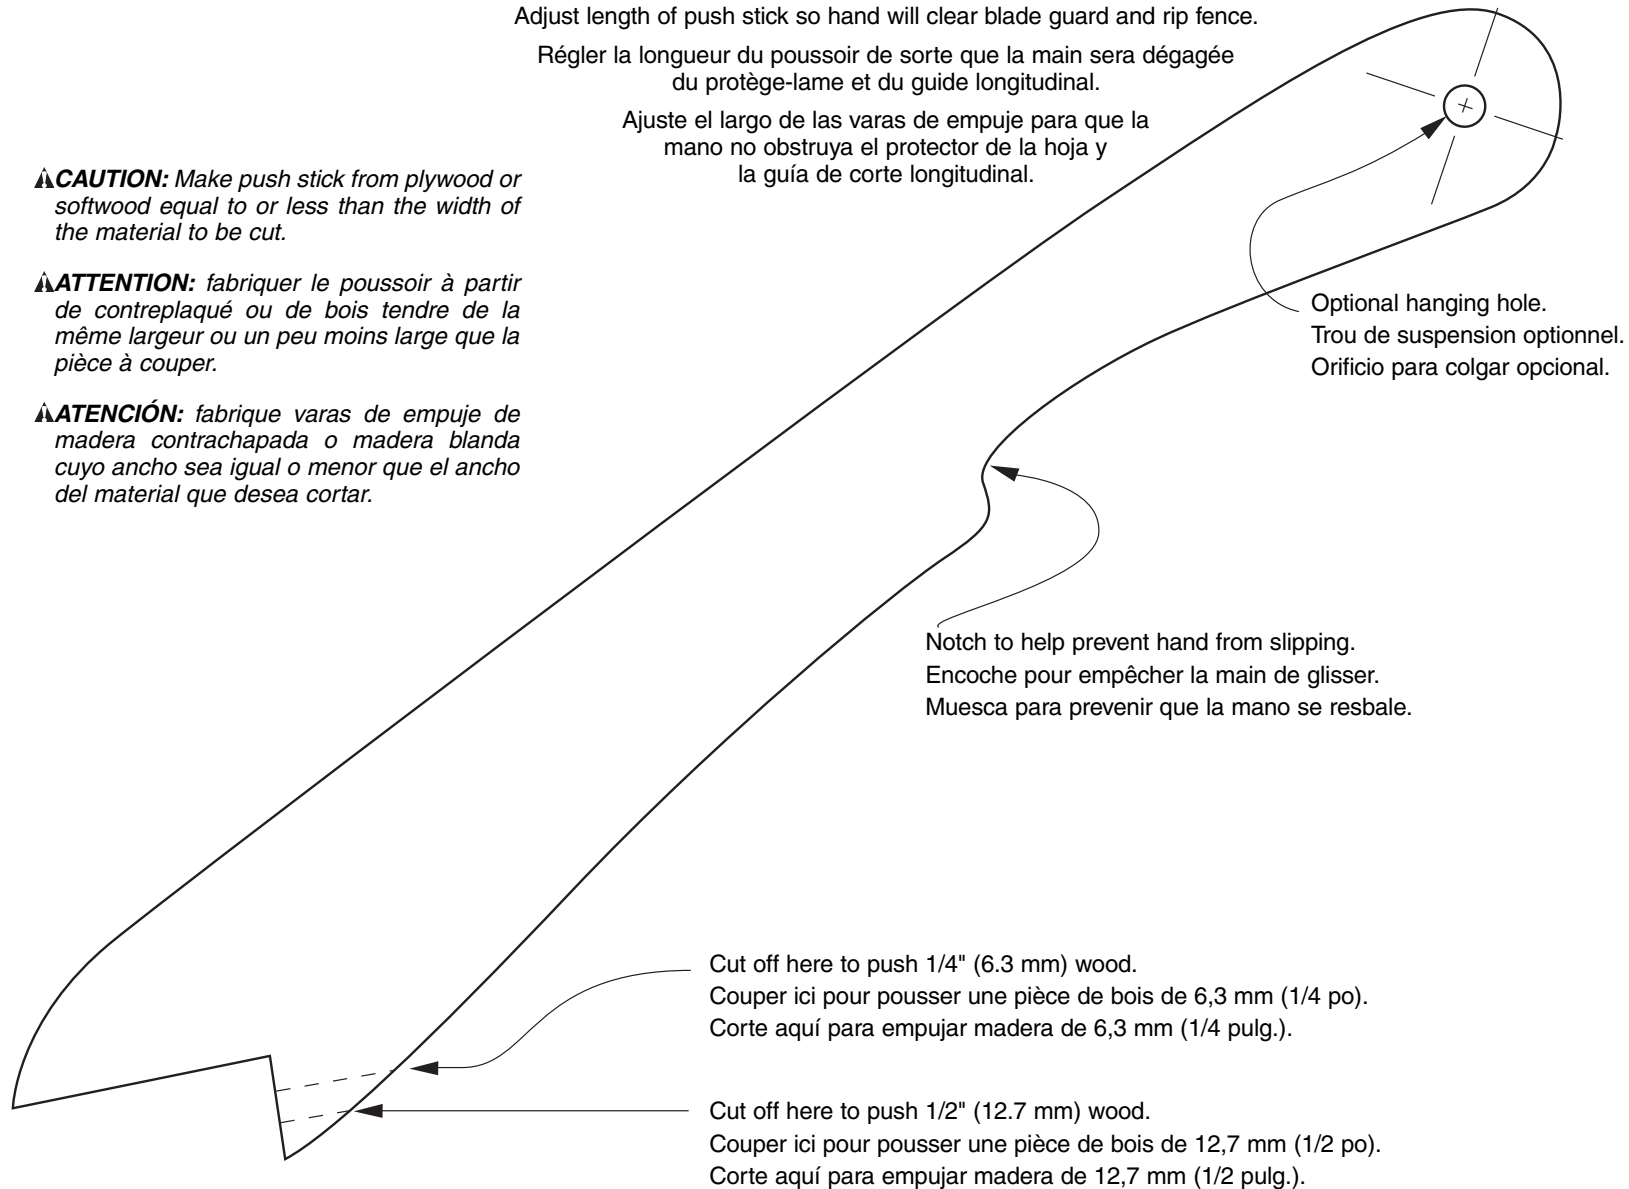 Adjust length of push stick so hand will clear blade guard and rip fence.
Régler la longueur du poussoir de sorte que la main sera dégagée
du protège-lame et du guide longitudinal.
Ajuste el largo de las varas de empuje para que la
mano no obstruya el protector de la hoja y
la guía de corte longitudinal.
CAUTION: Make push stick from plywood or
softwood equal to or less than the width of
the material to be cut.
ATTENTION: fabriquer le poussoir à partir
de contreplaqué ou de bois tendre de la
même largeur ou un peu moins large que la
pièce à couper.
ATENCIÓN: fabrique varas de empuje de
madera contrachapada o madera blanda
cuyo ancho sea igual o menor que el ancho
del material que desea cortar.
Optional hanging hole.
Trou de suspension optionnel.
Orificio para colgar opcional.
Notch to help prevent hand from slipping.
Encoche pour empêcher la main de glisser.
Muesca para prevenir que la mano se resbale.
Cut off here to push 1/4" (6.3 mm) wood.
Couper ici pour pousser une pièce de bois de 6,3 mm (1/4 po).
Corte aquí para empujar madera de 6,3 mm (1/4 pulg.).
Cut off here to push 1/2" (12.7 mm) wood.
Couper ici pour pousser une pièce de bois de 12,7 mm (1/2 po).
Corte aquí para empujar madera de 12,7 mm (1/2 pulg.).